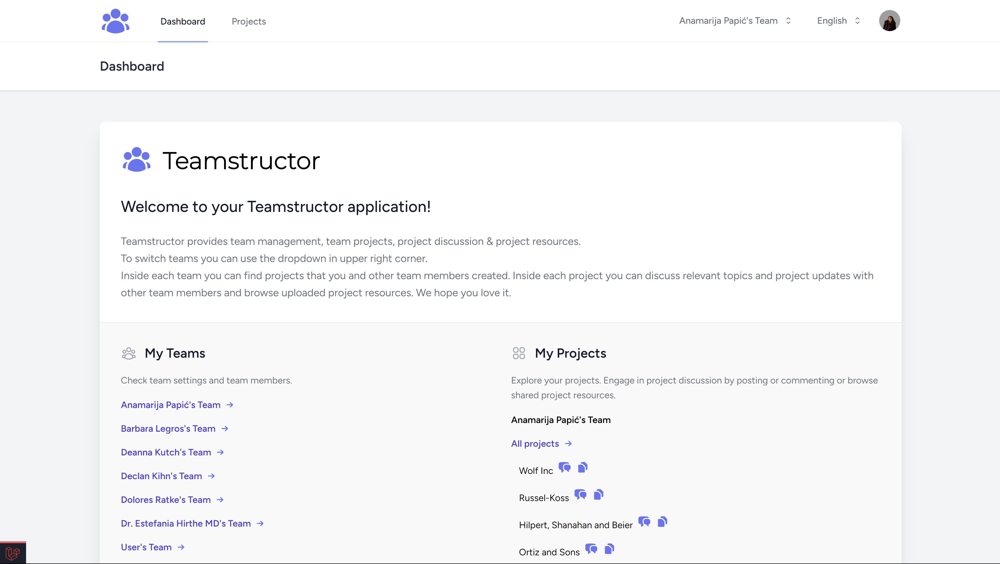 Dashboard
Projects
Anamarija Papić's Team
English
Dashboard
Teamstructor
Welcome to your Teamstructor application!
Teamstructor provides team management, team projects, project discussion & project resources.
To switch teams you can use the dropdown in upper right corner.
Inside each team you can find projects that you and other team members created. Inside each project you can discuss relevant topics and project updates with
other team members and browse uploaded project resources. We hope you love it.
My Teams
Check team settings and team members.
Anamarija Papić's Team
Barbara Legros's Team
Deanna Kutch's Team
Declan Kihn's Team
Dolores Ratke's Team
Dr. Estefania Hirthe MD's Team
User's Team
My Projects
Explore your projects. Engage in project discussion by posting or commenting or browse
shared project resources.
Anamarija Papić's Team
All projects
Wolf Inc
Russel-Koss
Hilpert, Shanahan and Beier
Ortiz and Sons